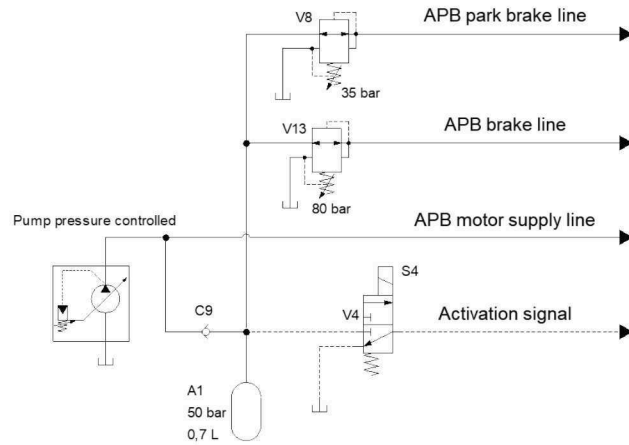 V8
APB park brake line
35 bar
V13
APB brake line
80 bar
Pump pressure controlled
APB motor supply line
S4
C9
V4
Activation signal
A1
50 bar
0,7 L